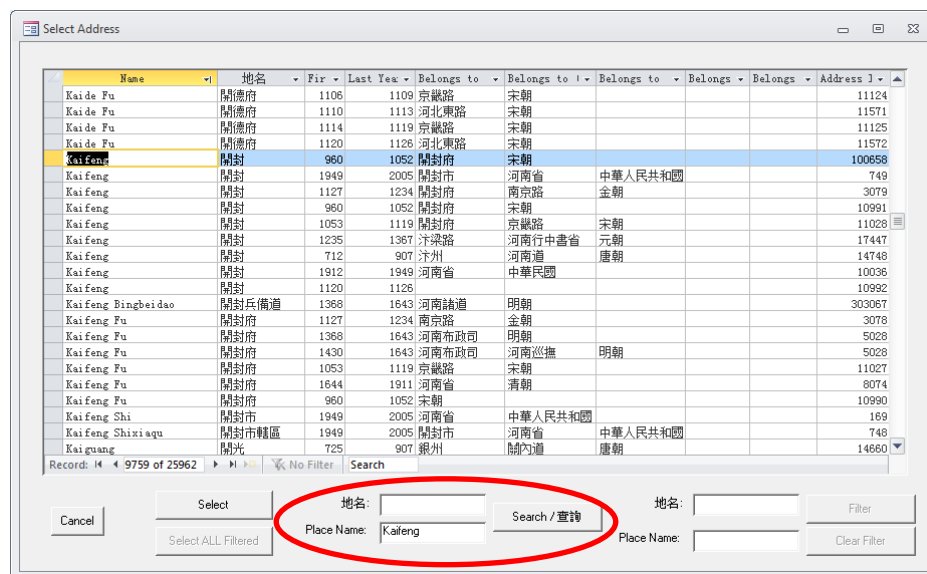 Select Address
Name 地名 Fir Last Yea Belongs to Belongs to Belongs to Belongs Belongs Address I
Kaide Fu 開德府 1106 1109 京畿路 宋朝 11124
Kaide Fu 開德府 1110 1113 河北東路 宋朝 11571
Kaide Fu 開德府 1114 1119 京畿路 宋朝 11125
Kaide Fu 開德府 1120 1126 河北東路 宋朝 11572
Kaifeng 開封 960 1052 開封府 宋朝 100658
Kaifeng 開封 1949 2005 開封市 河南省 中華人民共和國 749
Kaifeng 開封 1127 1234 開封府 南京路 金朝 3079
Kaifeng 開封 960 1052 開封府 宋朝 10991
Kaifeng 開封 1053 1119 開封府 京畿路 宋朝 11028
Kaifeng 開封 1235 1367 汴梁路 河南行中書省 元朝 17447
Kaifeng 開封 712 907 汴州 河南道 唐朝 14748
Kaifeng 開封 1912 1949 河南省 中華民國 10036
Kaifeng 開封 1120 1126 10992
Kaifeng Bingbeidao 開封兵備道 1368 1643 河南諸道 明朝 303067
Kaifeng Fu 開封府 1127 1234 南京路 金朝 3078
Kaifeng Fu 開封府 1368 1643 河南布政司 明朝 5028
Kaifeng Fu 開封府 1430 1643 河南布政司 河南巡撫 明朝 5028
Kaifeng Fu 開封府 1053 1119 京畿路 宋朝 11027
Kaifeng Fu 開封府 1644 1911 河南省 清朝 8074
Kaifeng Fu 開封府 960 1052 宋朝 10990
Kaifeng Shi 開封市 1949 2005 河南省 中華人民共和國 169
Kaifeng Shixiaqu 開封市轄區 1949 2005 開封市 河南省 中華人民共和國 748
Kaiguang 開光 725 907 銀州 關內道 唐朝 14660
Record: 9759 of 25962 No Filter Search
Cancel
Select
Select ALL Filtered
地名:
Place Name: Kaifeng
Search / 查詢
地名:
Place Name:
Filter
Clear Filter